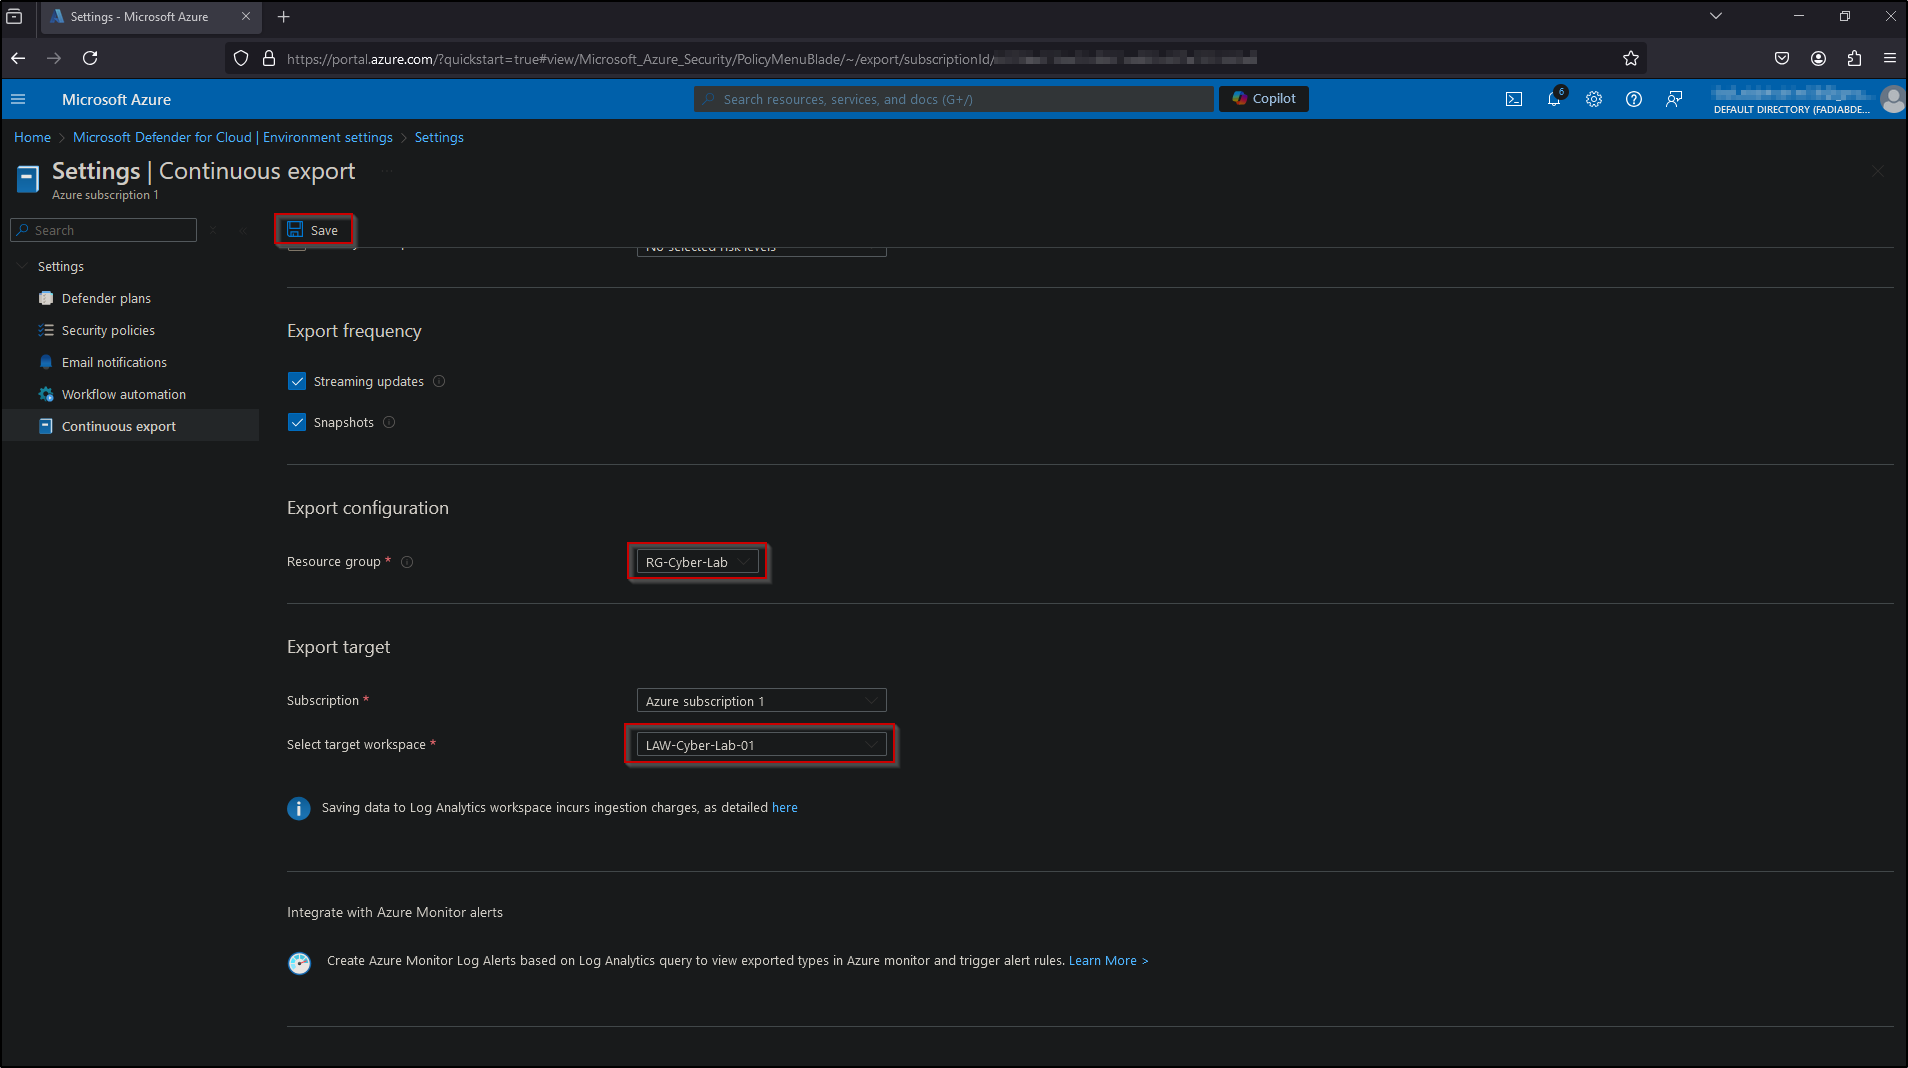 Settings - Microsoft Azure
https://portal.azure.com/?quickstart=true#view/Microsoft_Azure_Security/PolicyMenuBlade/~/export/subscriptionId/
Microsoft Azure
Search resources, services, and docs (G+/)
Copilot
6
DEFAULT DIRECTORY (FADIABDE...
Home > Microsoft Defender for Cloud | Environment settings > Settings
Settings | Continuous export
Azure subscription 1
Search
Save
No selected risk levels
Settings
Defender plans
Security policies
Email notifications
Workflow automation
Continuous export
Export frequency
Streaming updates
Snapshots
Export configuration
Resource group *
RG-Cyber-Lab
Export target
Subscription *
Azure subscription 1
Select target workspace *
LAW-Cyber-Lab-01
Saving data to Log Analytics workspace incurs ingestion charges, as detailed here
Integrate with Azure Monitor alerts
Create Azure Monitor Log Alerts based on Log Analytics query to view exported types in Azure monitor and trigger alert rules. Learn More >